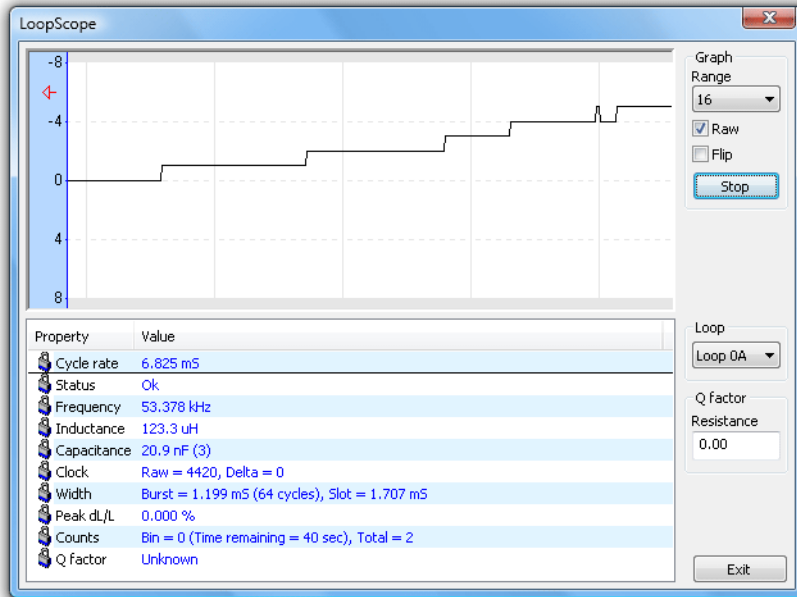 LoopScope
-8
-4
0
4
8
Graph
Range
16
Raw
Flip
Stop
Property Value
Cycle rate 6.825 mS
Status Ok
Frequency 53.378 kHz
Inductance 123.3 uH
Capacitance 20.9 nF (3)
Clock Raw = 4420, Delta = 0
Width Burst = 1.199 mS (64 cycles), Slot = 1.707 mS
Peak dL/L 0.000 %
Counts Bin = 0 (Time remaining = 40 sec), Total = 2
Q factor Unknown
Loop
Loop 0A
Q factor
Resistance
0.00
Exit